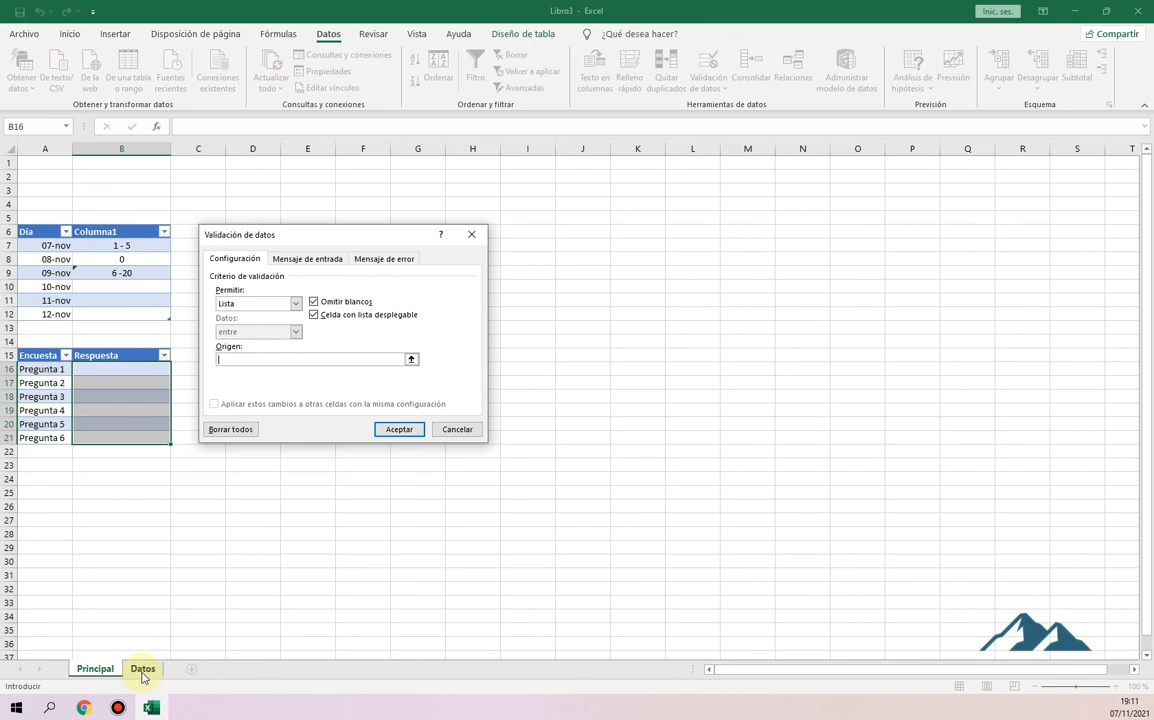 Libro3 - Excel
Inic. ses.
Archivo Inicio Insertar Disposición de página Fórmulas Datos Revisar Vista Ayuda Diseño de tabla ¿Qué desea hacer? Compartir
Obtener datos De texto/CSV De la web De una tabla o rango Fuentes recientes Conexiones existentes
Obtener y transformar datos
Actualizar todo Consultas y conexiones Propiedades Editar vínculos
Consultas y conexiones
Ordenar Filtro Borrar Volver a aplicar Avanzadas
Ordenar y filtrar
Texto en columnas Relleno rápido Quitar duplicados Validación de datos Consolidar Relaciones Administrar modelo de datos
Herramientas de datos
Análisis de hipótesis Previsión
Previsión
Agrupar Desagrupar Subtotal
Esquema
B16 fx
A B C D E F G H I J K L M N O P Q R S T
1
2
3
4
5
6 Día Columna1
7 07-nov 1 - 5
8 08-nov 0
9 09-nov 6 -20
10 10-nov
11 11-nov
12 12-nov
13
14
15 Encuesta Respuesta
16 Pregunta 1
17 Pregunta 2
18 Pregunta 3
19 Pregunta 4
20 Pregunta 5
21 Pregunta 6
22
23
24
25
26
27
28
29
30
31
32
33
34
35
36
37
Validación de datos ?
Configuración Mensaje de entrada Mensaje de error
Criterio de validación
Permitir:
Lista Omitir blancos
Datos: Celda con lista desplegable
entre
Origen:
Aplicar estos cambios a otras celdas con la misma configuración
Borrar todos Aceptar Cancelar
Principal Datos
Introducir 100 %
19:11
07/11/2021